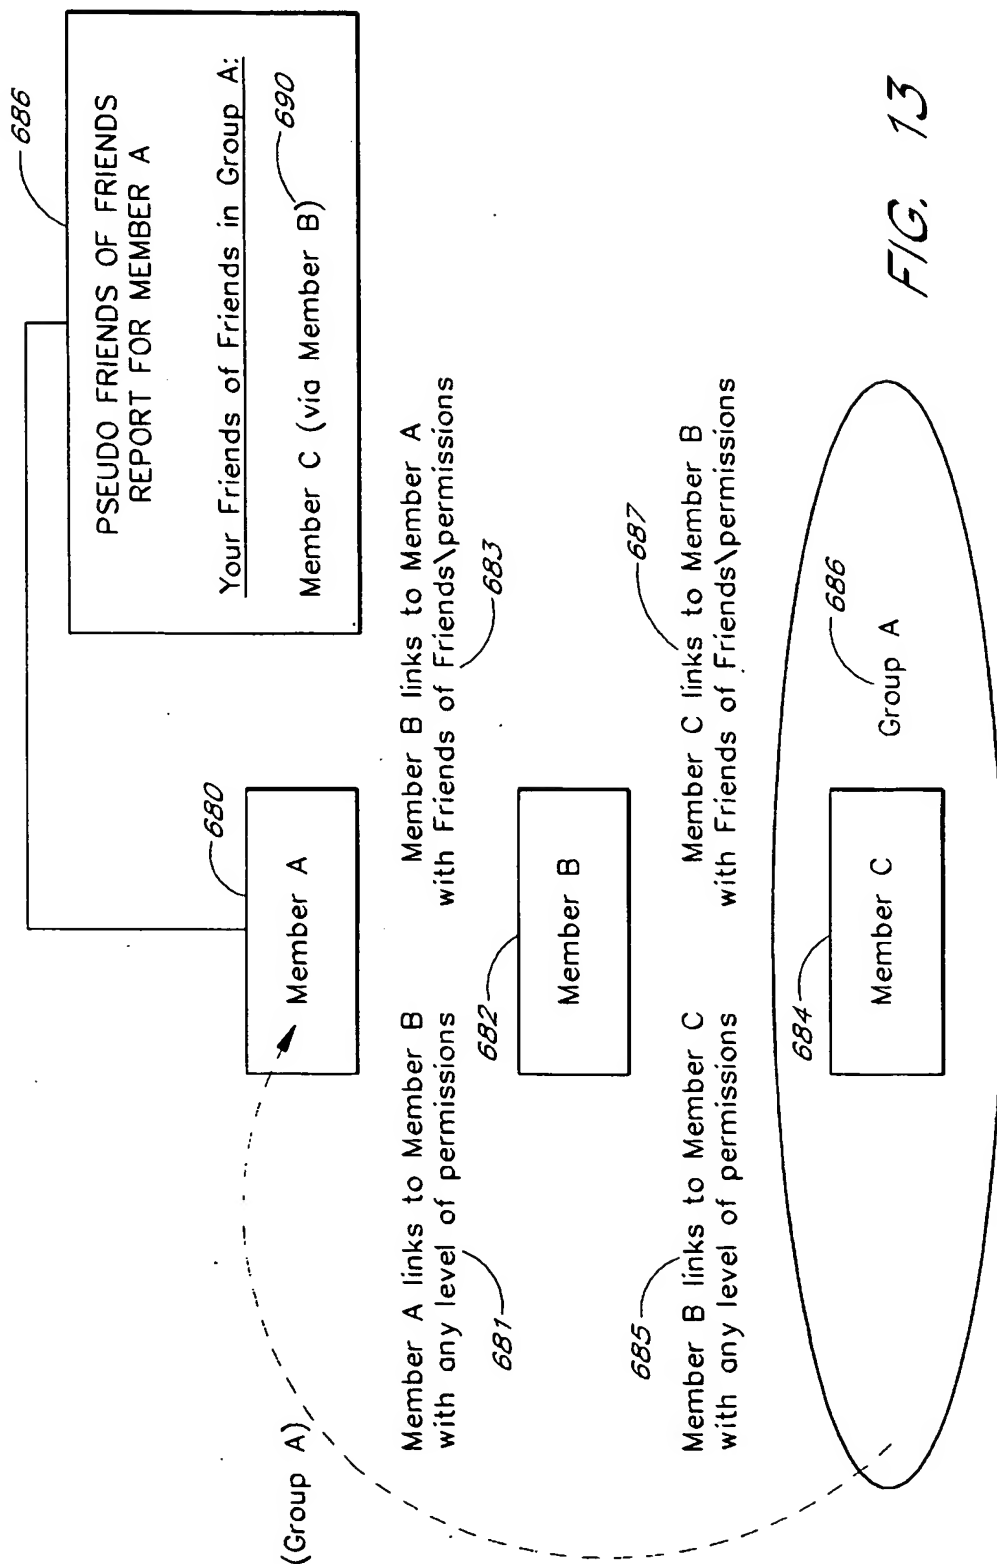 686
PSEUDO FRIENDS OF FRIENDS
REPORT FOR MEMBER A
Your Friends of Friends in Group A:
Member C (via Member B)
690
(Group A)
680
Member A
Member A links to Member B
with any level of permissions
681
Member B links to Member A
with Friends of Friends\permissions
683
682
Member B
685
Member B links to Member C
with any level of permissions
687
Member C links to Member B
with Friends of Friends\permissions
684
Member C
686
Group A
FIG. 13